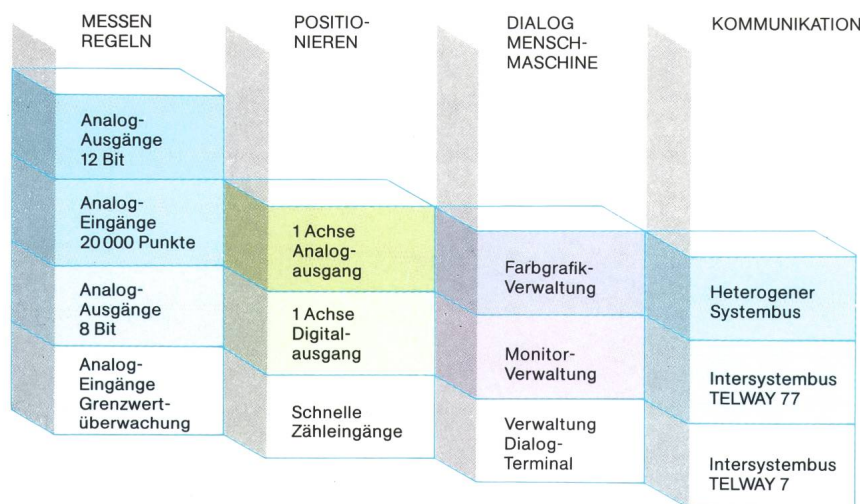 MESSEN
REGELN
Analog-
Ausgänge
12 Bit
Analog-
Eingänge
20 000 Punkte
Analog-
Ausgänge
8 Bit
Analog-
Eingänge
Grenzwert-
überwachung
POSITIO-
NIEREN
1 Achse
Analog-
ausgang
1 Achse
Digital-
ausgang
Schnelle
Zähleingänge
DIALOG
MENSCH-
MASCHINE
Farbgrafik-
Verwaltung
Monitor-
Verwaltung
Verwaltung
Dialog-
Terminal
KOMMUNIKATION
Heterogener
Systembus
Intersystembus
TELWAY 77
Intersystembus
TELWAY 7